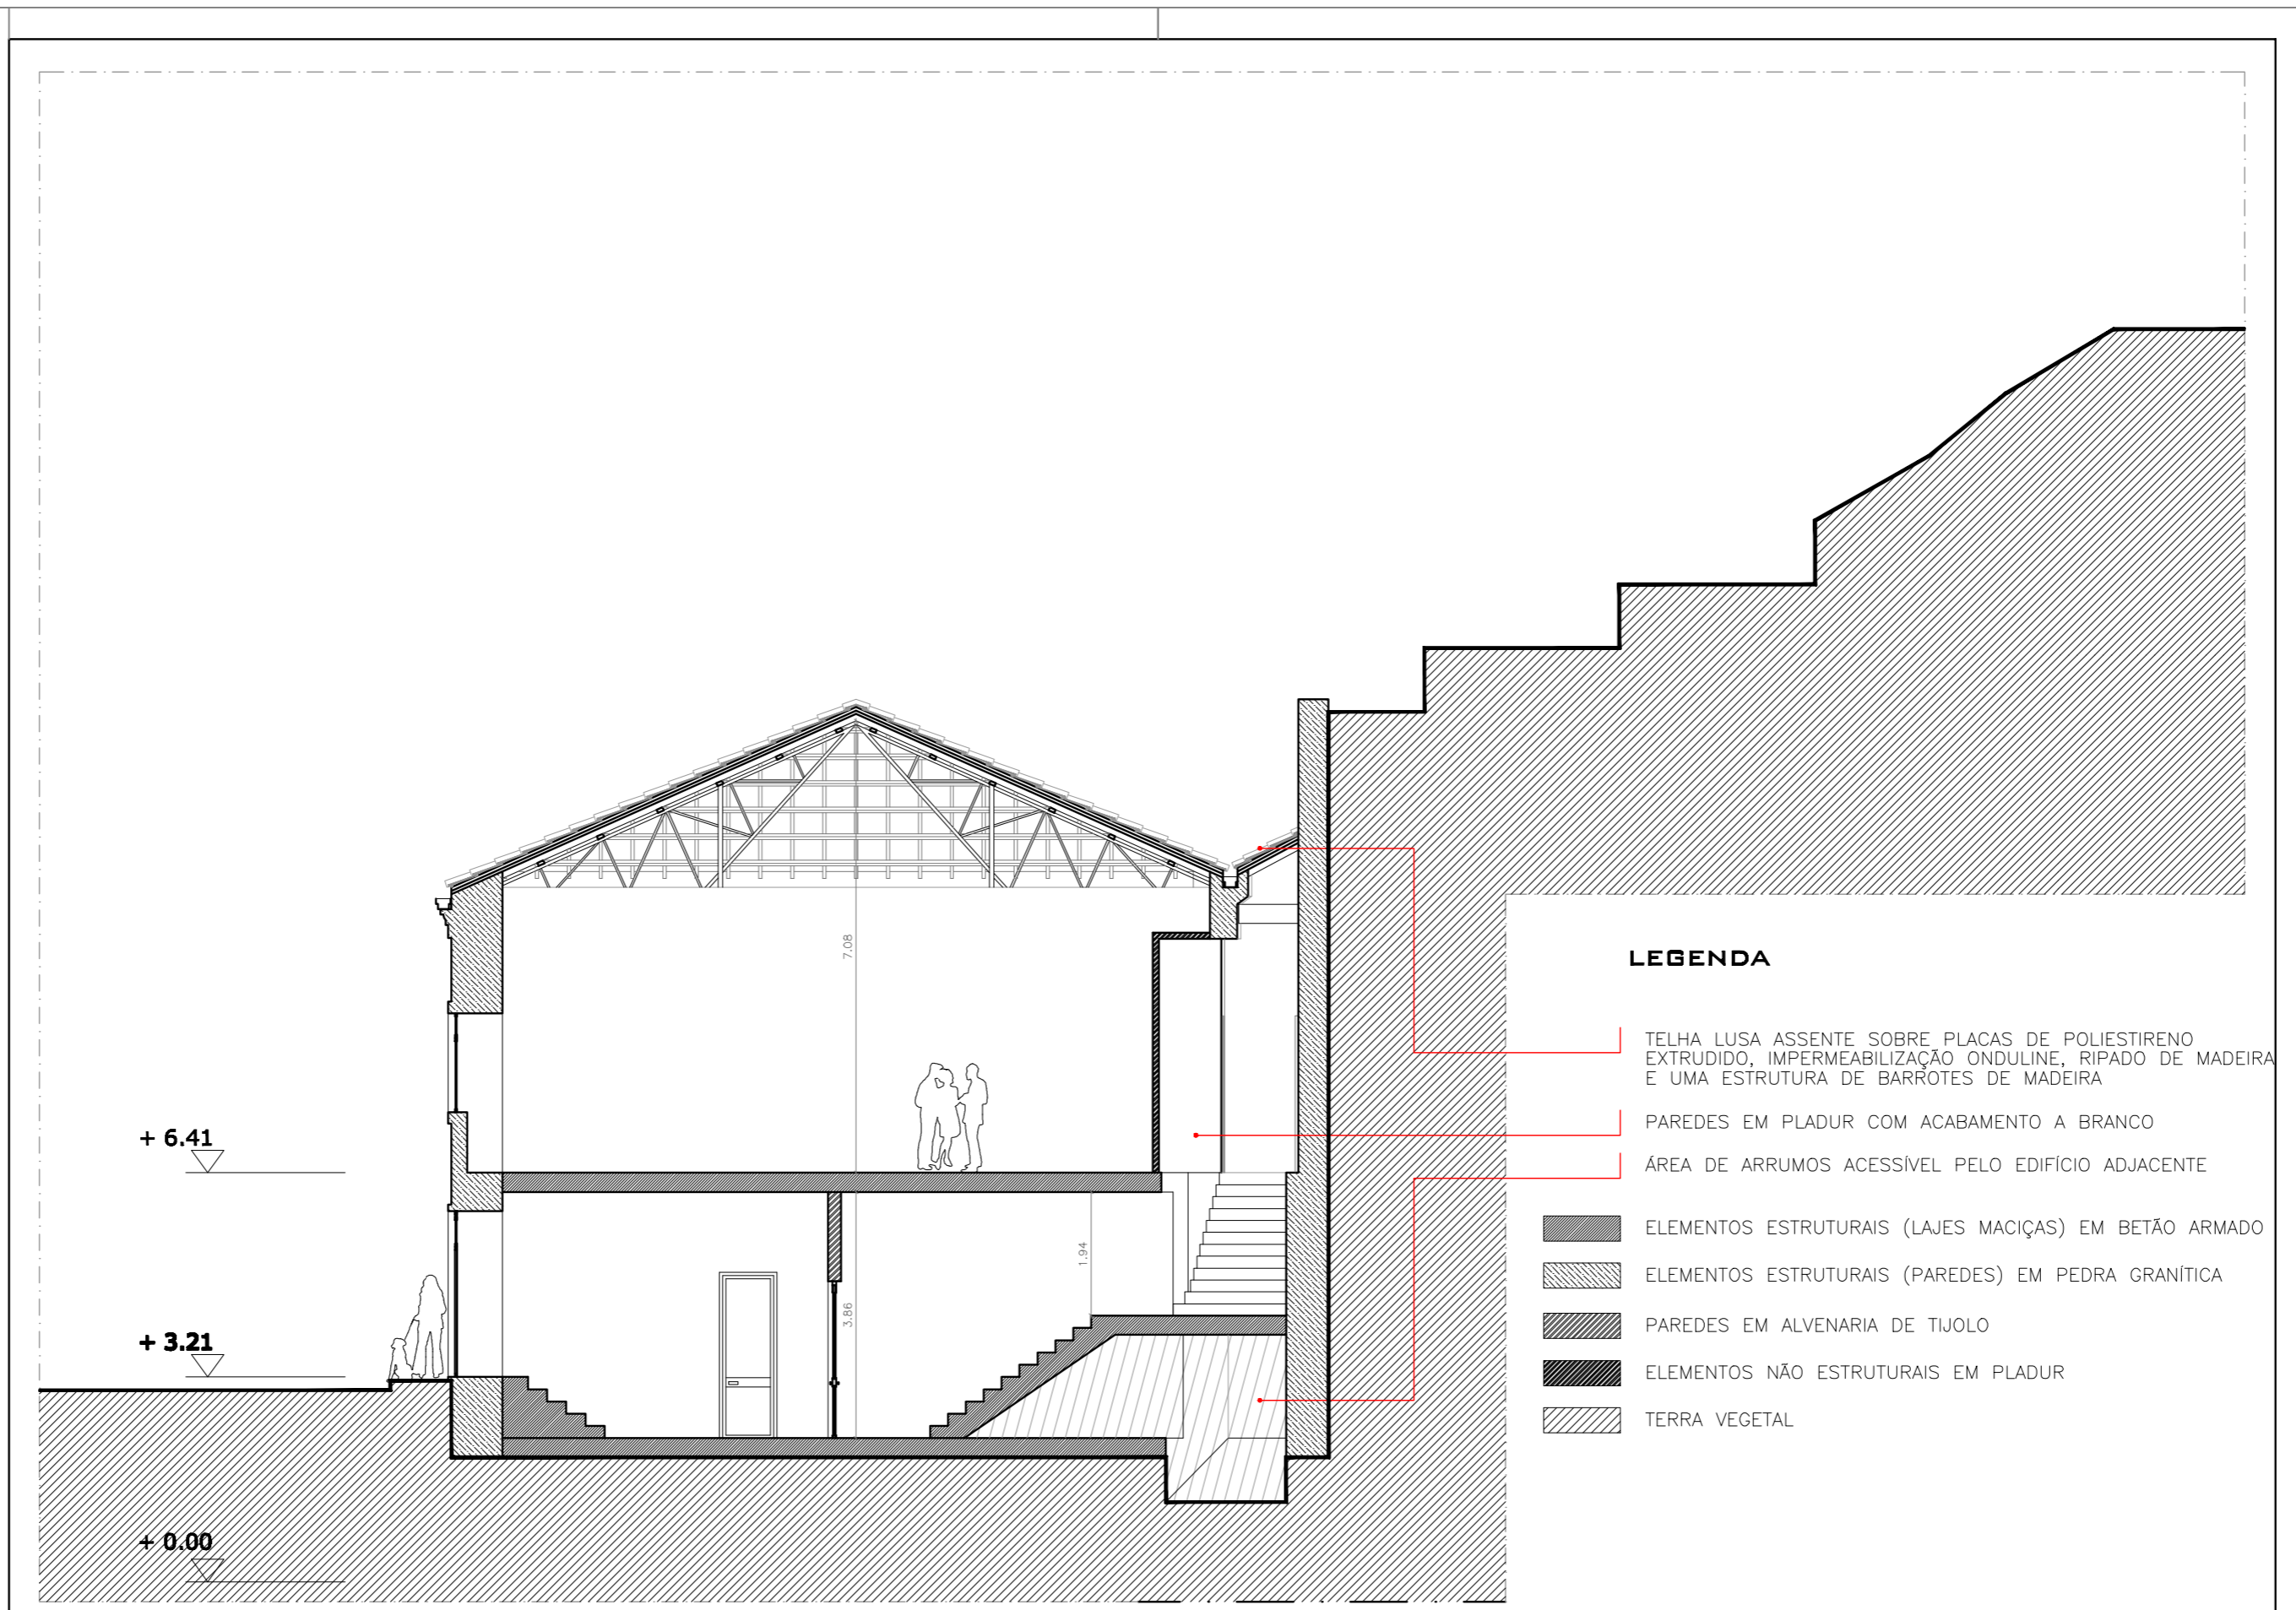 7.08
+ 6.41
1.94
3.86
+ 3.21
+ 0.00
LEGENDA
TELHA LUSA ASSENTE SOBRE PLACAS DE POLIESTIRENO
EXTRUDIDO, IMPERMEABILIZAÇÃO ONDULINE, RIPADO DE MADEIRA
E UMA ESTRUTURA DE BARROTES DE MADEIRA
PAREDES EM PLADUR COM ACABAMENTO A BRANCO
ÁREA DE ARRUMOS ACESSÍVEL PELO EDIFÍCIO ADJACENTE
ELEMENTOS ESTRUTURAIS (LAJES MACIÇAS) EM BETÃO ARMADO
ELEMENTOS ESTRUTURAIS (PAREDES) EM PEDRA GRANÍTICA
PAREDES EM ALVENARIA DE TIJOLO
ELEMENTOS NÃO ESTRUTURAIS EM PLADUR
TERRA VEGETAL